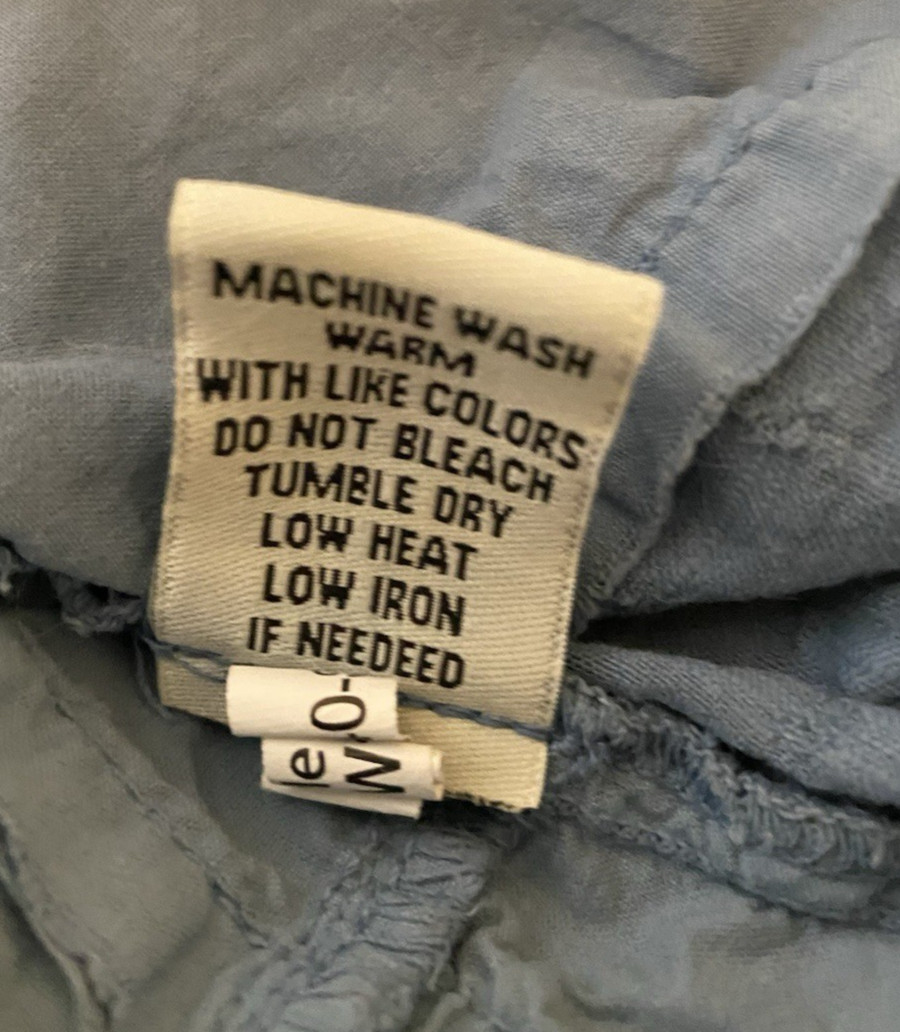 MACHINE WASH
WARM
WITH LIKE COLORS
DO NOT BLEACH
TUMBLE DRY
LOW HEAT
LOW IRON
IF NEEDEED